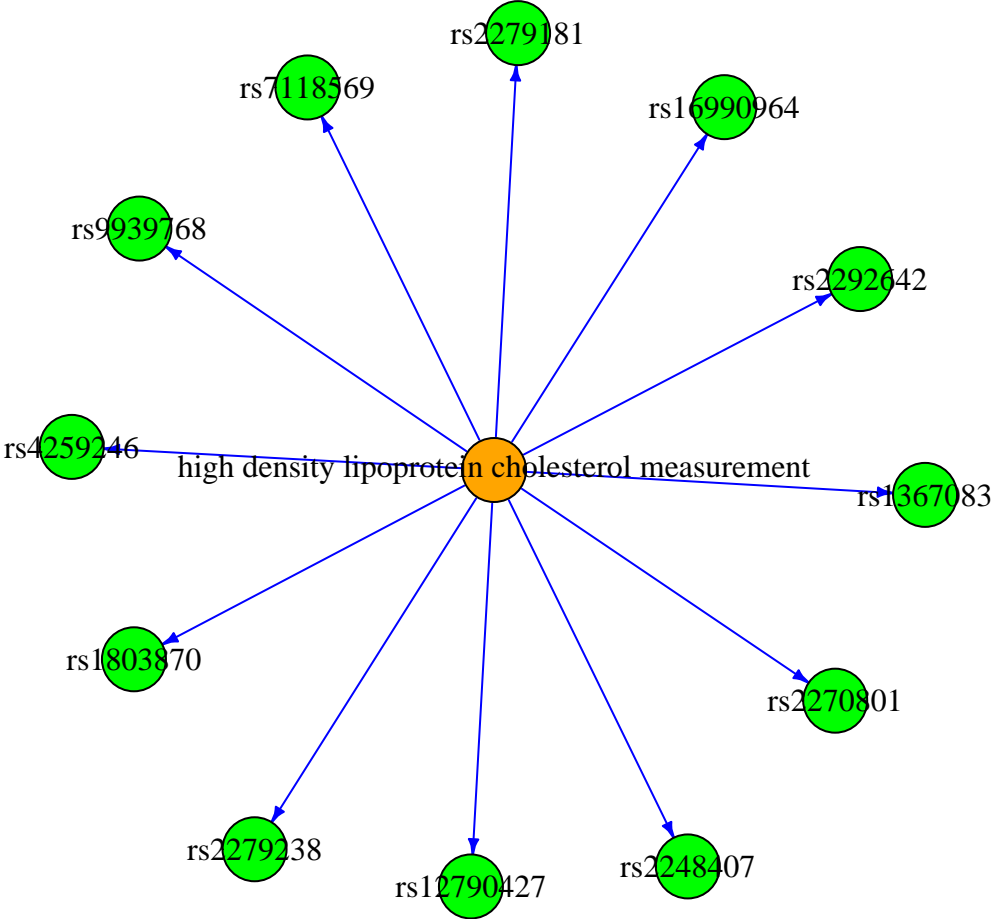 rs2279181
rs7118569
rs16990964
rs9939768
rs2292642
rs4259246
high density lipoprotein cholesterol measurement
rs1367083
rs1803870
rs2270801
rs2279238
rs12790427
rs2248407